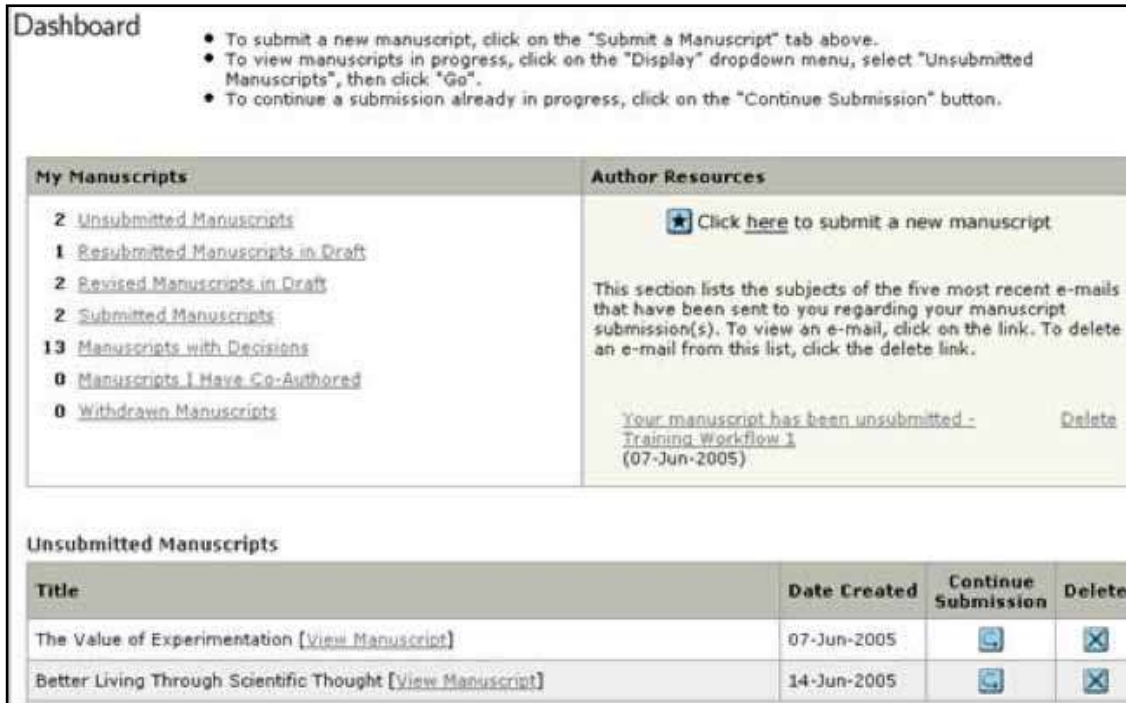 Dashboard
• To submit a new manuscript, click on the "Submit a Manuscript" tab above.
• To view manuscripts in progress, click on the "Display" dropdown menu, select "Unsubmitted
Manuscripts", then click "Go".
• To continue a submission already in progress, click on the "Continue Submission" button.
My Manuscripts
2 Unsubmitted Manuscripts
1 Resubmitted Manuscripts in Draft
2 Revised Manuscripts in Draft
2 Submitted Manuscripts
13 Manuscripts with Decisions
0 Manuscripts I Have Co-Authored
0 Withdrawn Manuscripts
Author Resources
Click here to submit a new manuscript
This section lists the subjects of the five most recent e-mails
that have been sent to you regarding your manuscript
submission(s). To view an e-mail, click on the link. To delete
an e-mail from this list, click the delete link.
Your manuscript has been unsubmitted - Delete
Training Workflow 1
(07-Jun-2005)
Unsubmitted Manuscripts
Title Date Created Continue Submission Delete
The Value of Experimentation [View Manuscript] 07-Jun-2005
Better Living Through Scientific Thought [View Manuscript] 14-Jun-2005